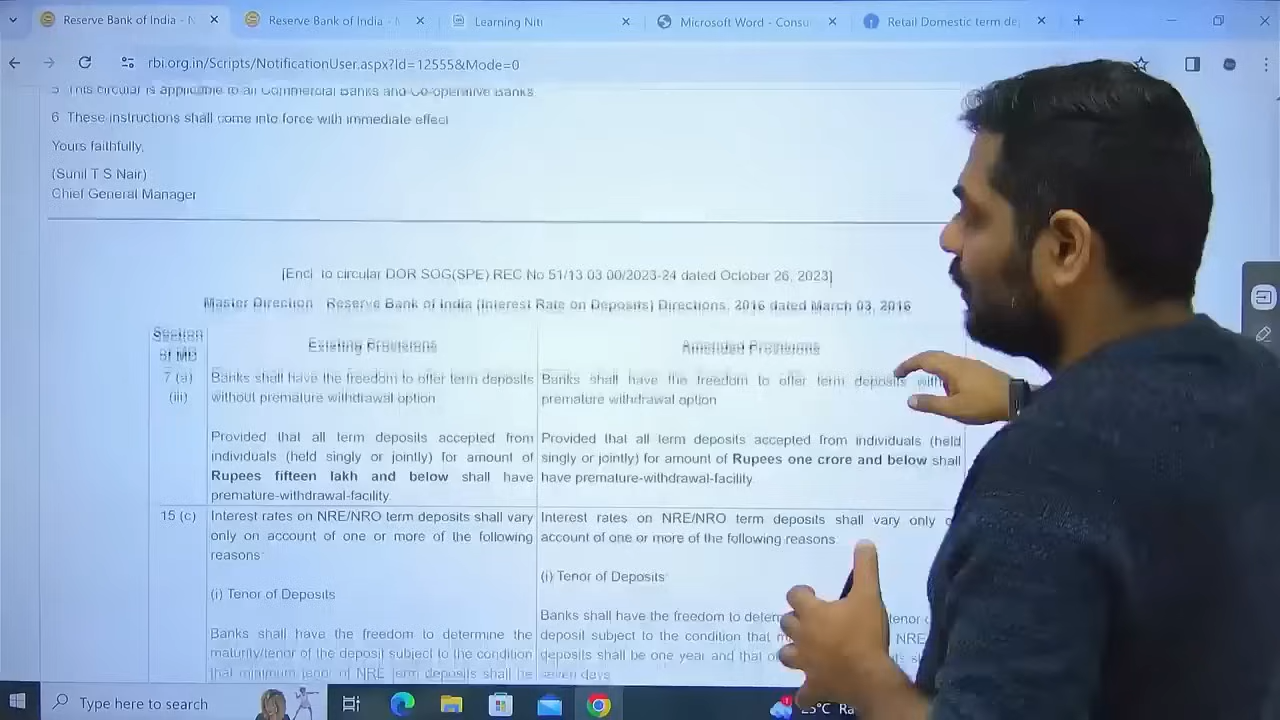 Reserve Bank of India - N
Reserve Bank of India - N
Learning Niti
Microsoft Word - Consu
Retail Domestic term de
rbi.org.in/Scripts/NotificationUser.aspx?Id=12555&Mode=0
5 This circular is applicable to all Commercial Banks and Co-operative Banks
6 These instructions shall come into force with immediate effect
Yours faithfully,
(Sunil T S Nair)
Chief General Manager
[Encl to circular DOR SOG(SPE) REC No 51/13 03 00/2023-24 dated October 26, 2023]
Master Direction Reserve Bank of India (Interest Rate on Deposits) Directions, 2016 dated March 03, 2016
Section of MD
Existing Provisions
Amended Provisions
7 (a) (iii)
Banks shall have the freedom to offer term deposits
without premature withdrawal option
Provided that all term deposits accepted from
individuals (held singly or jointly) for amount of
Rupees fifteen lakh and below shall have
premature-withdrawal-facility
Banks shall have the freedom to offer term deposits
premature withdrawal option
Provided that all term deposits accepted from individuals (held
singly or jointly) for amount of Rupees one crore and below shall
have premature-withdrawal-facility
15 (c)
Interest rates on NRE/NRO term deposits shall vary
only on account of one or more of the following
reasons:
(i) Tenor of Deposits
Banks shall have the freedom to determine the
maturity/tenor of the deposit subject to the condition
that minimum tenor of NRE term deposits shall be
Interest rates on NRE/NRO term deposits shall vary only
account of one or more of the following reasons
(i) Tenor of Deposits
Banks shall have the freedom to deter
tenor
deposit subject to the condition that
NRE
deposits shall be one year and that
seven days
Type here to search
25°C Ra